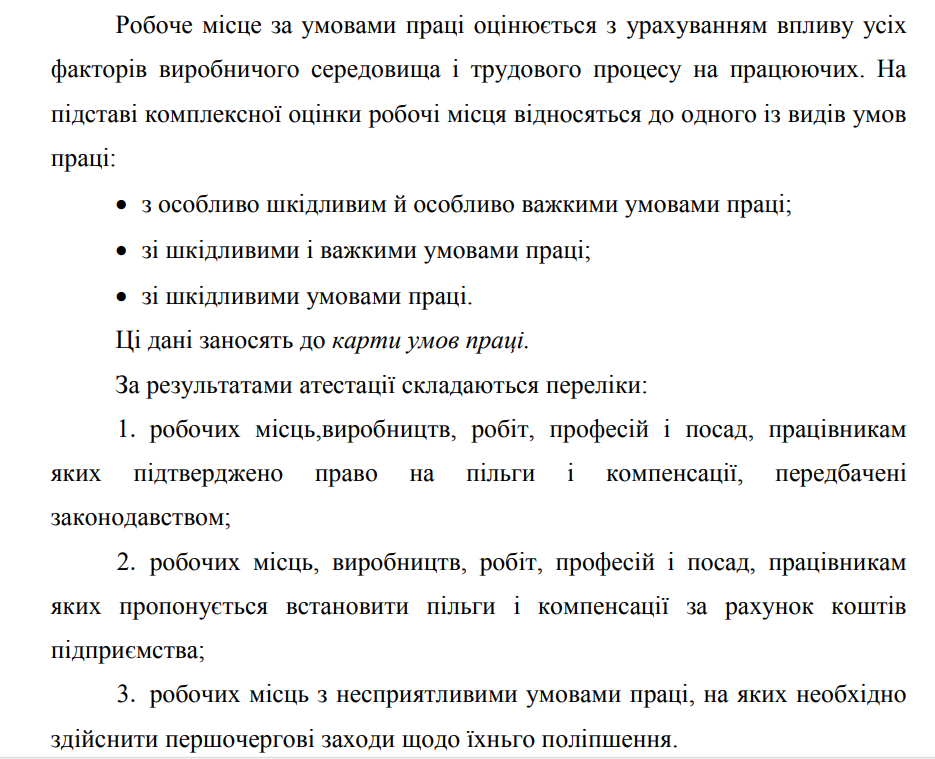 Робоче місце за умовами праці оцінюється з урахуванням впливу усіх
факторів виробничого середовища і трудового процесу на працюючих. На
підставі комплексної оцінки робочі місця відносяться до одного із видів умов
праці:
• з особливо шкідливим й особливо важкими умовами праці;
• зі шкідливими і важкими умовами праці;
• зі шкідливими умовами праці.
Ці дані заносять до карти умов праці.
За результатами атестації складаються переліки:
1. робочих місць,виробництв, робіт, професій і посад, працівникам
яких підтверджено право на пільги і компенсації, передбачені
законодавством;
2. робочих місць, виробництв, робіт, професій і посад, працівникам
яких пропонується встановити пільги і компенсації за рахунок коштів
підприємства;
3. робочих місць з несприятливими умовами праці, на яких необхідно
здійснити першочергові заходи щодо їхнього поліпшення.